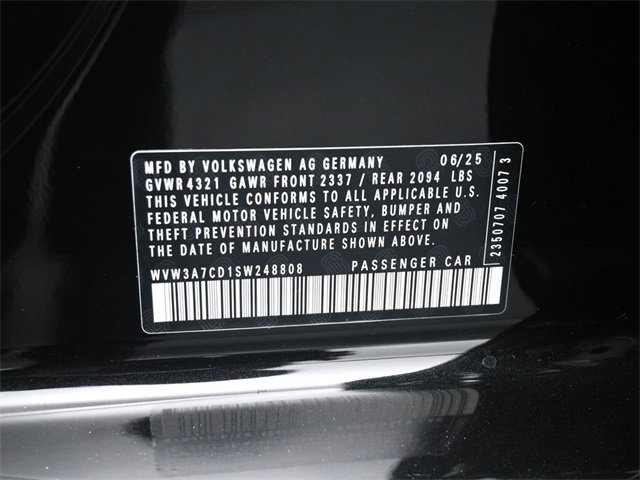 MFD BY VOLKSWAGEN AG GERMANY 06/25
GVWR 4321 GAWR FRONT 2337 / REAR 2094 LBS
THIS VEHICLE CONFORMS TO ALL APPLICABLE U.S.
FEDERAL MOTOR VEHICLE SAFETY, BUMPER AND
THEFT PREVENTION STANDARDS IN EFFECT ON
THE DATE OF MANUFACTURE SHOWN ABOVE.
WVW3A7CD1SW248808 PASSENGER CAR
2350707 4007 3